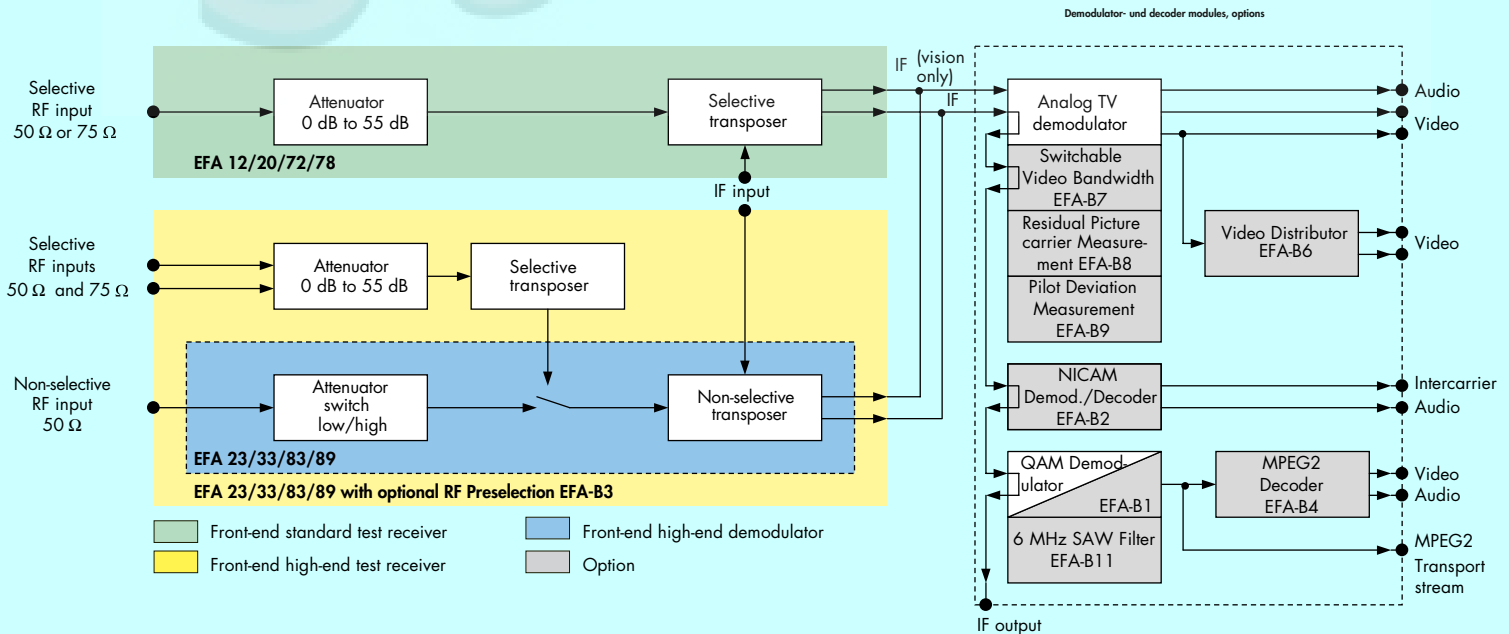 Demodulator- und decoder modules, options
Selective
RF input
50 Ω or 75 Ω
Attenuator
0 dB to 55 dB
Selective
transposer
EFA 12/20/72/78
IF input
IF (vision
only)
IF
Analog TV
demodulator
Audio
Video
Switchable
Video Bandwidth
EFA-B7
Residual Picture
carrier Measure-
ment EFA-B8
Pilot Deviation
Measurement
EFA-B9
Video Distributor
EFA-B6
Video
Selective
RF inputs
50 Ω and 75 Ω
Attenuator
0 dB to 55 dB
Selective
transposer
Non-selective
RF input
50 Ω
Attenuator
switch
low/high
Non-selective
transposer
EFA 23/33/83/89
EFA 23/33/83/89 with optional RF Preselection EFA-B3
NICAM
Demod./Decoder
EFA-B2
Intercarrier
Audio
QAM Demod-
ulator
EFA-B1
6 MHz SAW Filter
EFA-B11
MPEG2
Decoder
EFA-B4
Video
Audio
MPEG2
Transport
stream
IF output
Front-end standard test receiver
Front-end high-end test receiver
Front-end high-end demodulator
Option